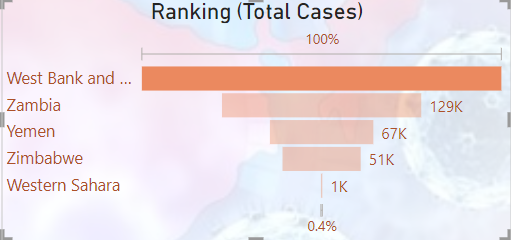 Ranking (Total Cases)
100%
West Bank and ...
Zambia 129K
Yemen 67K
Zimbabwe 51K
Western Sahara 1K
0.4%